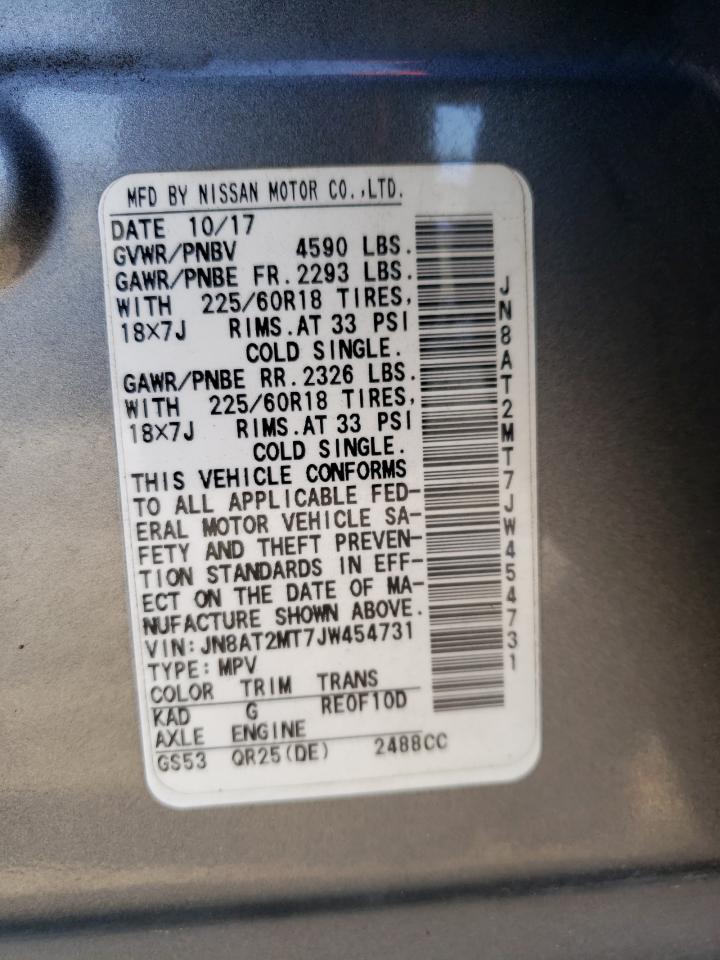 MFD BY NISSAN MOTOR CO.,LTD.
DATE 10/17
GVWR/PNBV 4590 LBS.
GAWR/PNBE FR.2293 LBS.
WITH 225/60R18 TIRES,
18X7J RIMS.AT 33 PSI
COLD SINGLE.
GAWR/PNBE RR.2326 LBS.
WITH 225/60R18 TIRES,
18X7J RIMS.AT 33 PSI
COLD SINGLE.
THIS VEHICLE CONFORMS
TO ALL APPLICABLE FED-
ERAL MOTOR VEHICLE SA-
FETY AND THEFT PREVEN-
TION STANDARDS IN EFF-
ECT ON THE DATE OF MA-
NUFACTURE SHOWN ABOVE.
VIN:JN8AT2MT7JW454731
TYPE:MPV
COLOR TRIM TRANS
KAD G RE0F10D
AXLE ENGINE
GS53 QR25(DE) 2488CC
JN8AT2MT7JW454731